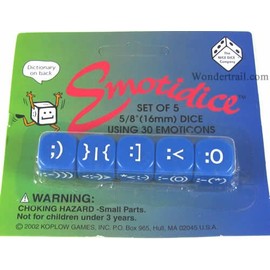 Wondertrail.com
Dictionary
on back
Emotidice™
SET OF 5
5/8"(16mm) DICE
USING 30 EMOTICONS
;) }|{ :] :< :O
⚠WARNING:
CHOKING HAZARD -Small Parts.
Not for children under 3 years.
© 2002 KOPLOW GAMES, INC. P.O. Box 965, Hull, MA 02045 U.S.A.